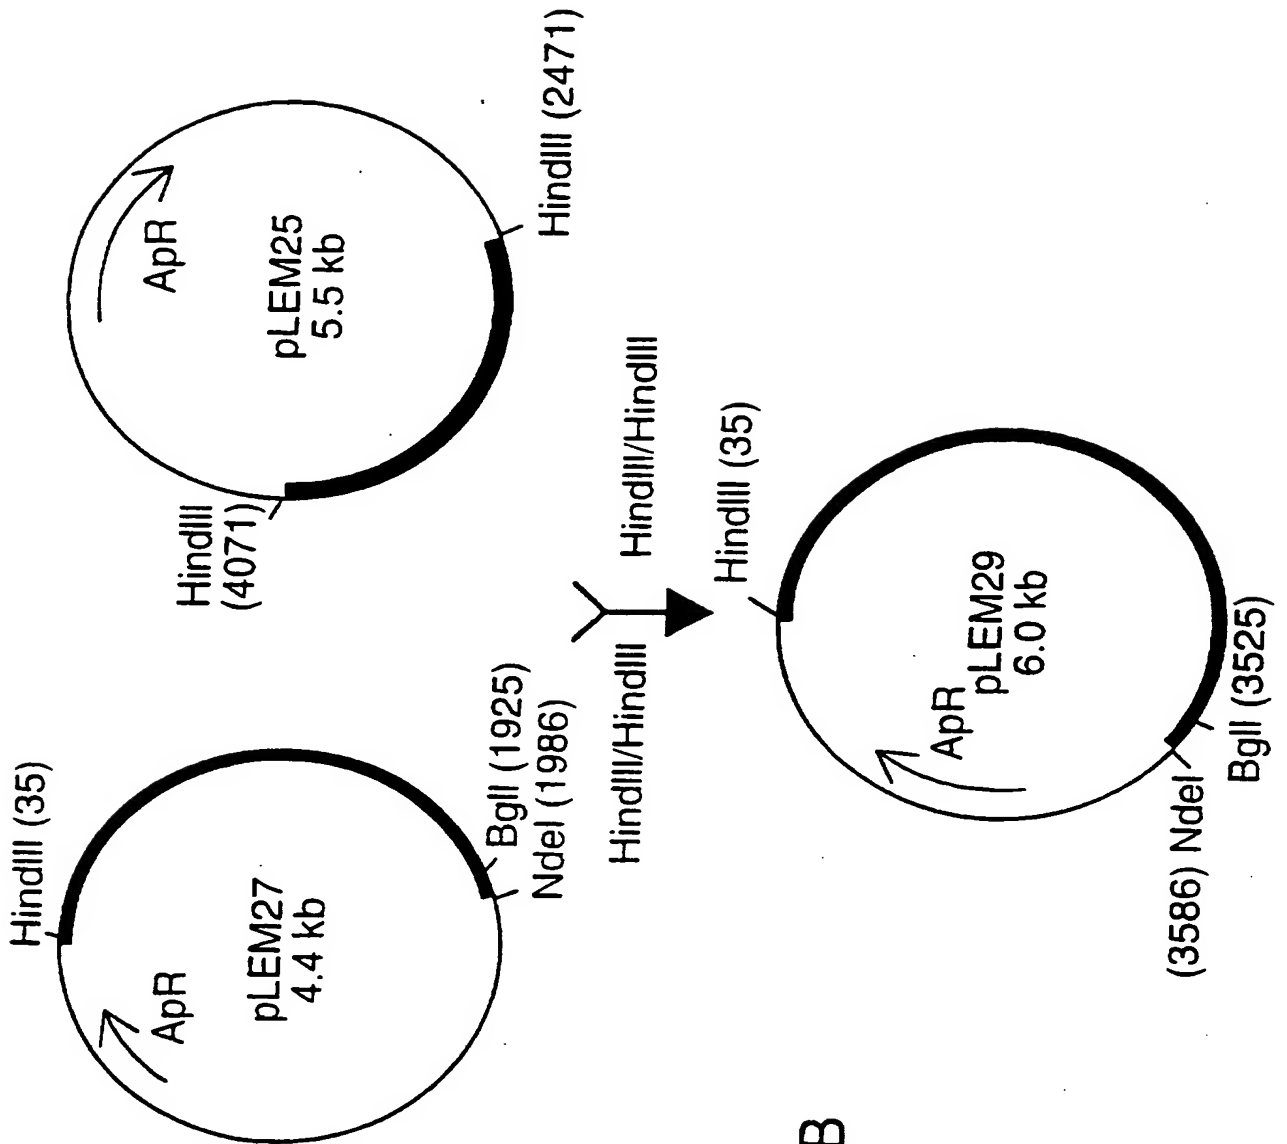 HindIII (35)
ApR
pLEM27
4.4 kb
BglI (1925)
NdeI (1986)
HindIII
(4071)
ApR
pLEM25
5.5 kb
HindIII (2471)
HindIII/HindIII
HindIII/HindIII
HindIII (35)
ApR
pLEM29
6.0 kb
(3586) NdeI
BglI (3525)
B